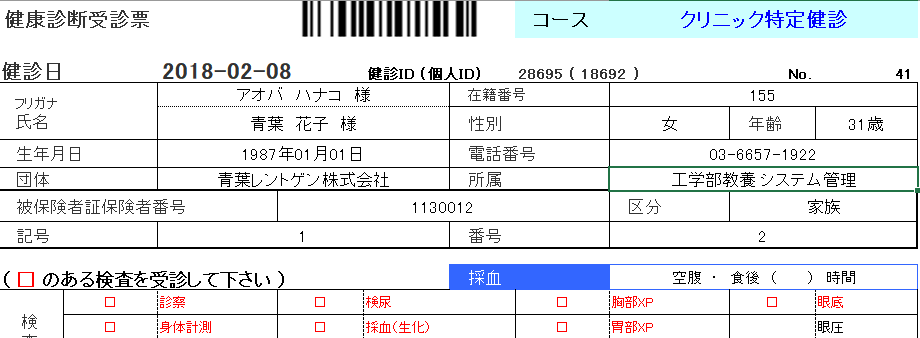 健康診断受診票 コース クリニック特定健診
健診日 2018-02-08 健診ID（個人ID） 28695 ( 18692 ) No. 41
フリガナ アオバ ハナコ 様 在籍番号 155
氏名 青葉 花子 様 性別 女 年齢 31歳
生年月日 1987年01月01日 電話番号 03-6657-1922
団体 青葉レントゲン株式会社 所属 工学部教養 システム管理
被保険者証保険者番号 1130012 区分 家族
記号 1 番号 2
（ □ のある検査を受診して下さい ） 採血 空腹 ・ 食後 （ ） 時間
検 □ 診察 □ 検尿 □ 胸部XP □ 眼底
□ 身体計測 □ 採血(生化) □ 胃部XP 眼圧